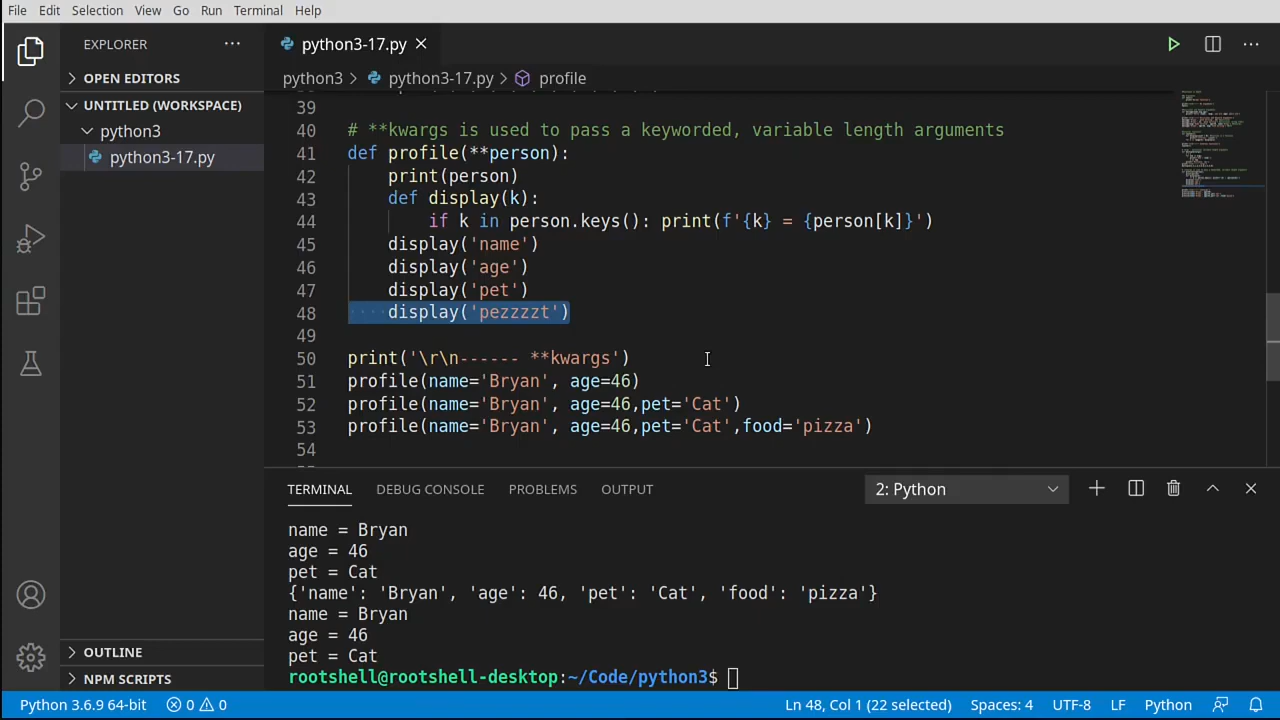 File Edit Selection View Go Run Terminal Help
EXPLORER ···
python3-17.py
OPEN EDITORS
python3 > python3-17.py > profile
UNTITLED (WORKSPACE)
python3
python3-17.py
39
40 # **kwargs is used to pass a keyworded, variable length arguments
41 def profile(**person):
42 print(person)
43 def display(k):
44 if k in person.keys(): print(f'{k} = {person[k]}')
45 display('name')
46 display('age')
47 display('pet')
48 ····display('pezzzzt')
49
50 print('\r\n------ **kwargs')
51 profile(name='Bryan', age=46)
52 profile(name='Bryan', age=46,pet='Cat')
53 profile(name='Bryan', age=46,pet='Cat',food='pizza')
54
TERMINAL DEBUG CONSOLE PROBLEMS OUTPUT 2: Python
name = Bryan
age = 46
pet = Cat
{'name': 'Bryan', 'age': 46, 'pet': 'Cat', 'food': 'pizza'}
name = Bryan
age = 46
pet = Cat
rootshell@rootshell-desktop:~/Code/python3$
OUTLINE
NPM SCRIPTS
Python 3.6.9 64-bit 0 0 Ln 48, Col 1 (22 selected) Spaces: 4 UTF-8 LF Python